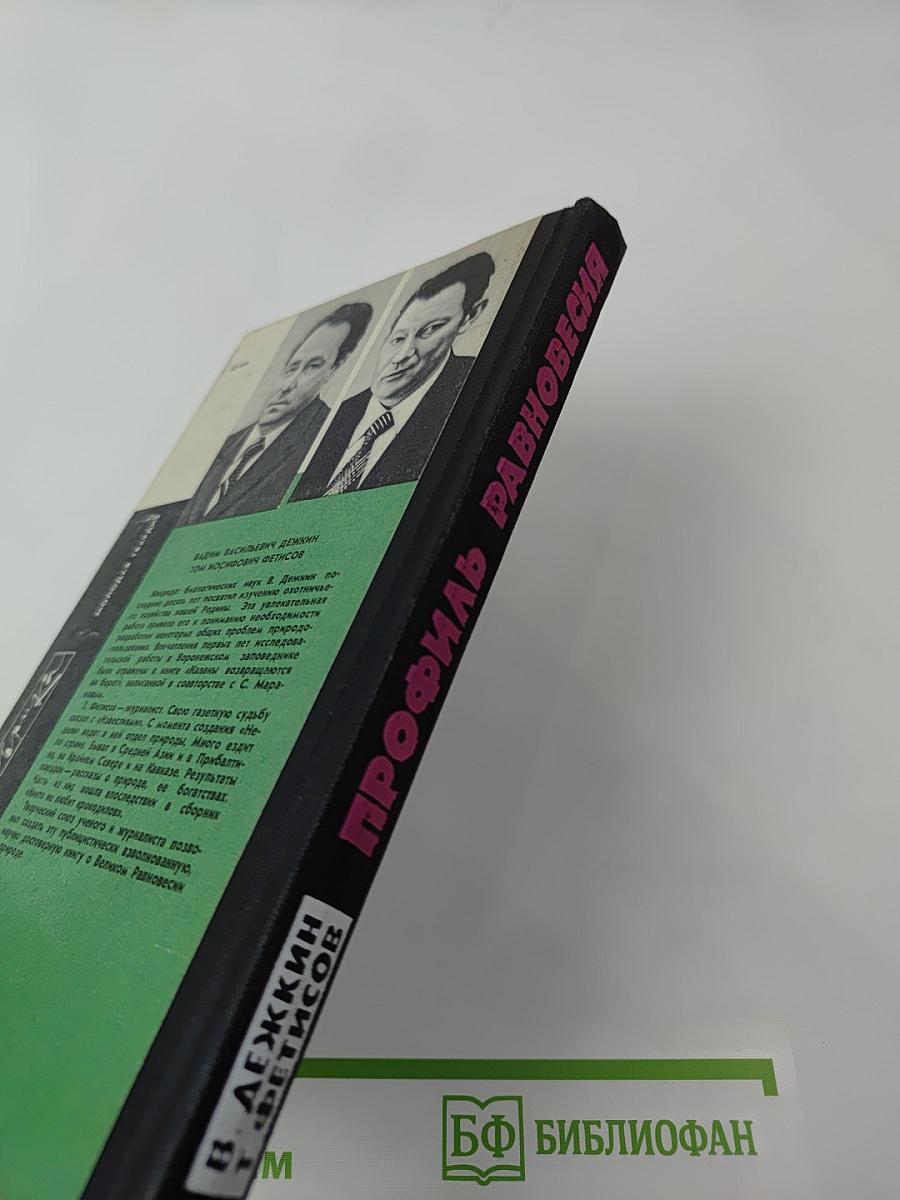 ПРОФИЛЬ РАВНОВЕСИЯ
В. ДЕЖКИН
Т. ФЕТИСОВ
ВАДИМ ВАСИЛЬЕВИЧ ДЕЖКИН
ТОМ ИОСИФОВИЧ ФЕТИСОВ
Кандидат биологических наук В. Дежкин по-
следние десять лет посвятил изучению охотничье-
го хозяйства нашей Родины. Эта увлекательная
работа привела его к пониманию необходимости
разработки некоторых общих проблем природо-
пользования. Впечатления первых лет исследова-
тельской работы в Воронежском заповеднике
были отражены в книге «Каланы возвращаются
на берег», написанной в соавторстве с С. Мара-
ковым.
Т. Фетисов — журналист. Свою газетную судьбу
связал с «Известиями». С момента создания «Не-
дели» ведет в ней отдел природы. Много ездит
по стране. Бывал в Средней Азии и в Прибалти-
ке, на Крайнем Севере и на Кавказе. Результаты
поездок — рассказы о природе, ее богатствах.
Часть из них вошла впоследствии в сборник
«Никто не любит крокодилов».
Творческий союз ученого и журналиста позво-
лил создать эту публицистически взволнованную,
научно достоверную книгу о Великом Равновесии
природе.
МОЛОДАЯ ГВАРДИЯ
БФ БИБЛИОФАН
М